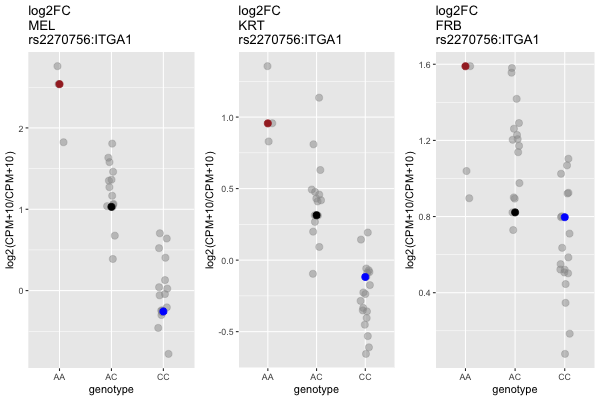 log2FC
MEL
rs2270756:ITGA1
log2(CPM+10/CPM+10)
2
1
0
AA
AC
CC
genotype
log2FC
KRT
rs2270756:ITGA1
log2(CPM+10/CPM+10)
1.0
0.5
0.0
-0.5
AA
AC
CC
genotype
log2FC
FRB
rs2270756:ITGA1
log2(CPM+10/CPM+10)
1.6
1.2
0.8
0.4
AA
AC
CC
genotype